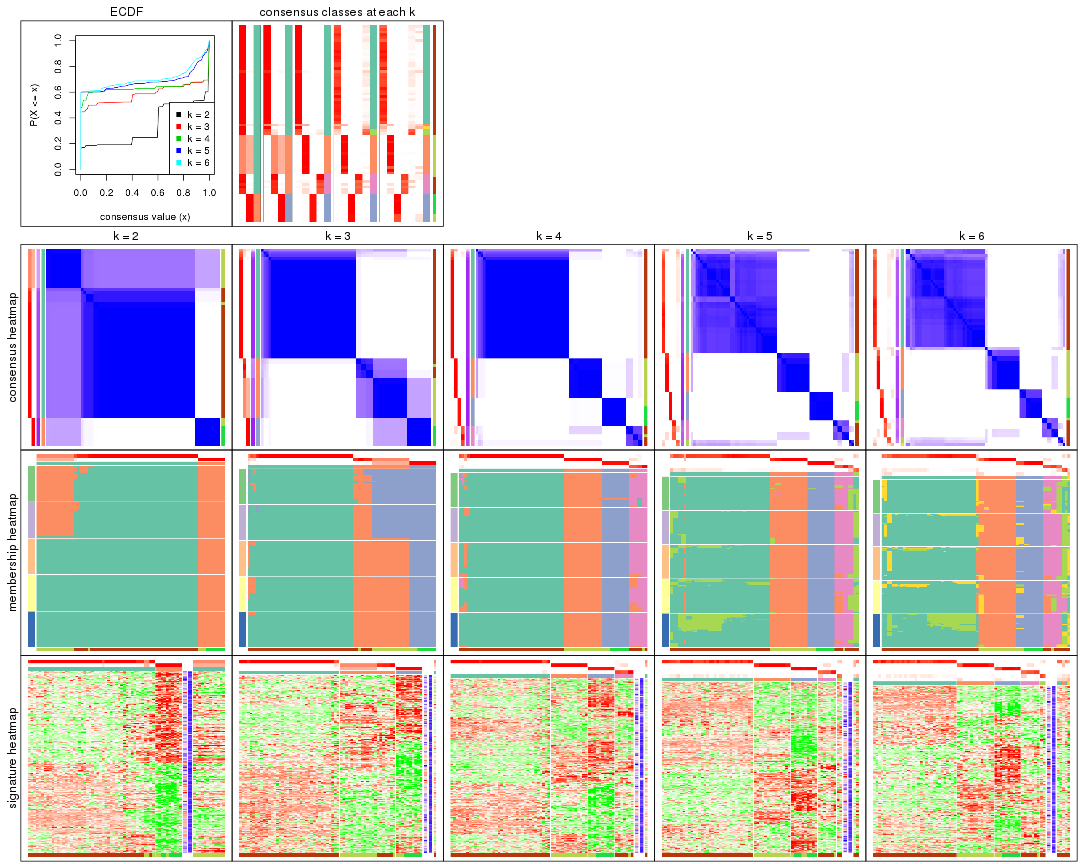 ECDF
consensus classes at each k
P(X <= x)
1.0
0.8
0.6
0.4
0.2
0.0
k = 2
k = 3
k = 4
k = 5
k = 6
0.0 0.2 0.4 0.6 0.8 1.0
consensus value (x)
k = 2
k = 3
k = 4
k = 5
k = 6
consensus heatmap
membership heatmap
signature heatmap